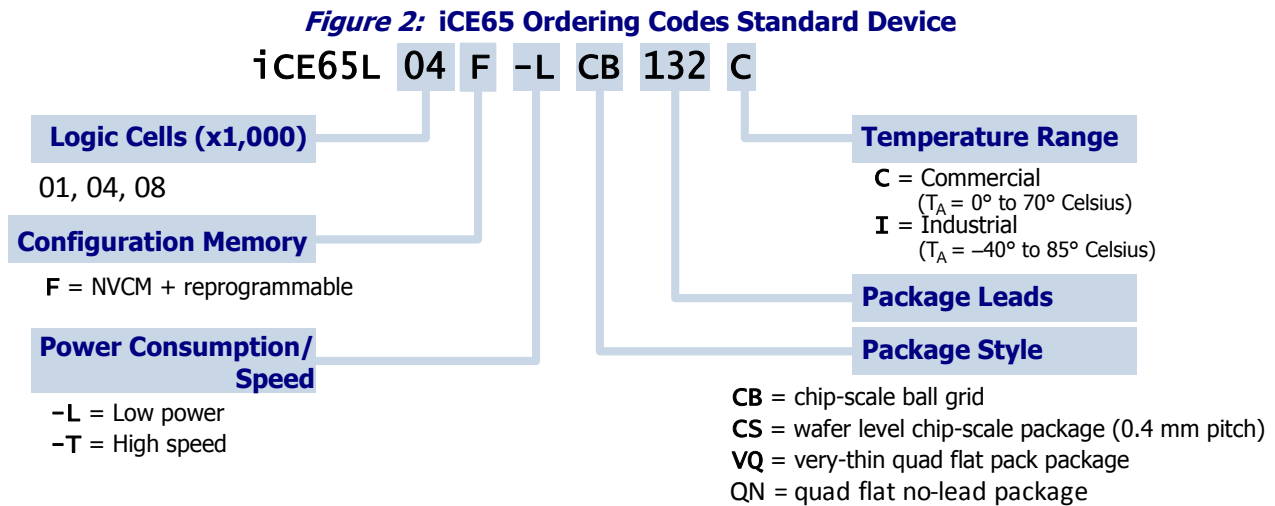 Figure 2: iCE65 Ordering Codes Standard Device
iCE65L 04 F -L CB 132 C
Logic Cells (x1,000)
01, 04, 08
Configuration Memory
F = NVCM + reprogrammable
Power Consumption/
Speed
-L = Low power
-T = High speed
Temperature Range
C = Commercial
(TA = 0° to 70° Celsius)
I = Industrial
(TA = –40° to 85° Celsius)
Package Leads
Package Style
CB = chip-scale ball grid
CS = wafer level chip-scale package (0.4 mm pitch)
VQ = very-thin quad flat pack package
QN = quad flat no-lead package